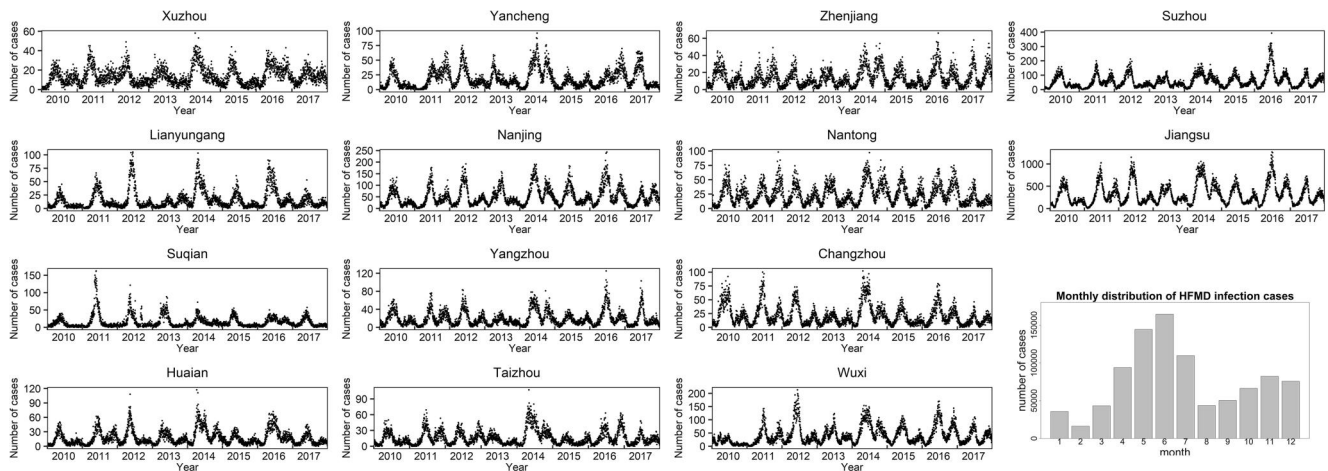 Xuzhou
Number of cases
60
40
20
0
2010 2011 2012 2013 2014 2015 2016 2017
Year
Yancheng
Number of cases
100
75
50
25
0
2010 2011 2012 2013 2014 2015 2016 2017
Year
Zhenjiang
Number of cases
60
40
20
0
2010 2011 2012 2013 2014 2015 2016 2017
Year
Suzhou
Number of cases
400
300
200
100
0
2010 2011 2012 2013 2014 2015 2016 2017
Year
Lianyungang
Number of cases
100
75
50
25
0
2010 2011 2012 2013 2014 2015 2016 2017
Year
Nanjing
Number of cases
250
200
150
100
50
0
2010 2011 2012 2013 2014 2015 2016 2017
Year
Nantong
Number of cases
100
75
50
25
0
2010 2011 2012 2013 2014 2015 2016 2017
Year
Jiangsu
Number of cases
1000
500
0
2010 2011 2012 2013 2014 2015 2016 2017
Year
Suqian
Number of cases
150
100
50
0
2010 2011 2012 2013 2014 2015 2016 2017
Year
Yangzhou
Number of cases
120
80
40
0
2010 2011 2012 2013 2014 2015 2016 2017
Year
Changzhou
Number of cases
100
75
50
25
0
2010 2011 2012 2013 2014 2015 2016 2017
Year
Monthly distribution of HFMD infection cases
number of cases
150000
100000
50000
0
1 2 3 4 5 6 7 8 9 10 11 12
month
Huaian
Number of cases
120
90
60
30
0
2010 2011 2012 2013 2014 2015 2016 2017
Year
Taizhou
Number of cases
90
60
30
0
2010 2011 2012 2013 2014 2015 2016 2017
Year
Wuxi
Number of cases
200
150
100
50
0
2010 2011 2012 2013 2014 2015 2016 2017
Year